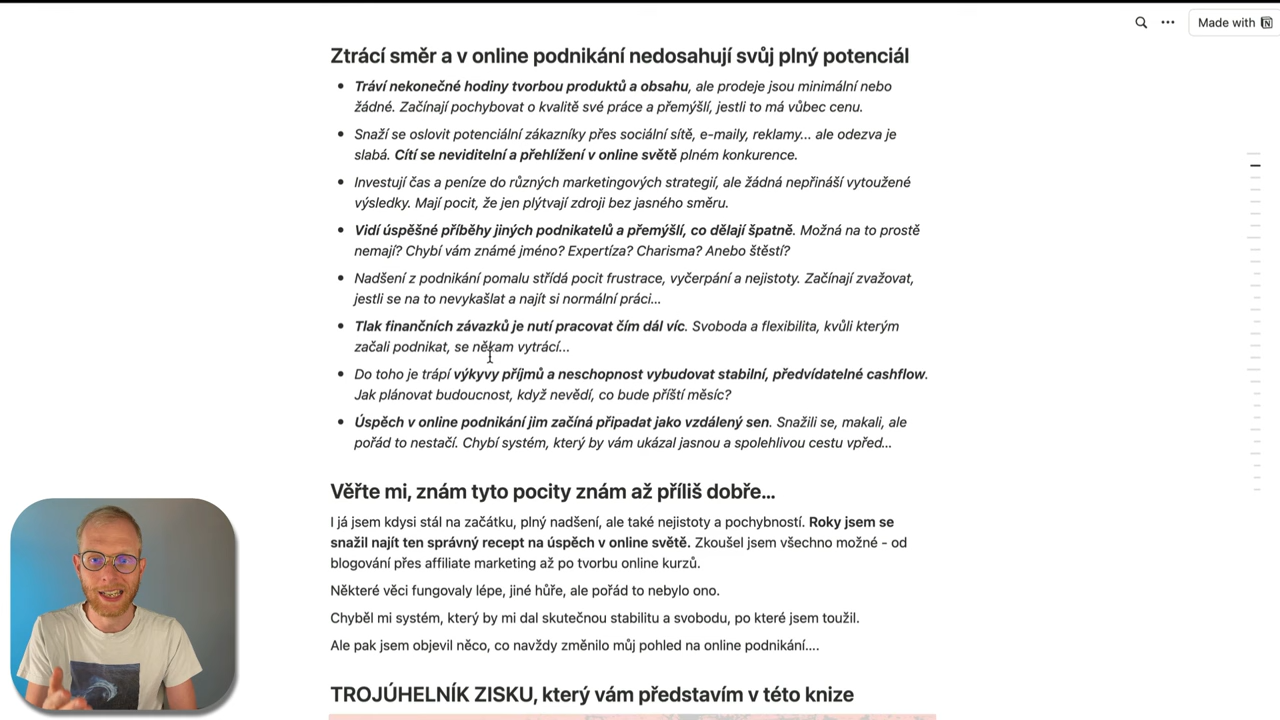 Made with
Ztrácí směr a v online podnikání nedosahují svůj plný potenciál
Tráví nekonečné hodiny tvorbou produktů a obsahu, ale prodeje jsou minimální nebo
žádné. Začínají pochybovat o kvalitě své práce a přemýšlí, jestli to má vůbec cenu.
Snaží se oslovit potenciální zákazníky přes sociální sítě, e-maily, reklamy... ale odezva je
slabá. Cítí se neviditelní a přehlížení v online světě plném konkurence.
Investují čas a peníze do různých marketingových strategií, ale žádná nepřináší vytoužené
výsledky. Mají pocit, že jen plýtvají zdroji bez jasného směru.
Vidí úspěšné příběhy jiných podnikatelů a přemýšlí, co dělají špatně. Možná na to prostě
nemají? Chybí vám známé jméno? Expertíza? Charisma? Anebo štěstí?
Nadšení z podnikání pomalu střídá pocit frustrace, vyčerpání a nejistoty. Začínají zvažovat,
jestli se na to nevykašlat a najít si normální práci...
Tlak finančních závazků je nutí pracovat čím dál víc. Svoboda a flexibilita, kvůli kterým
začali podnikat, se někam vytrácí...
Do toho je trápí výkyvy příjmů a neschopnost vybudovat stabilní, předvídatelné cashflow.
Jak plánovat budoucnost, když nevědí, co bude příští měsíc?
Úspěch v online podnikání jim začíná připadat jako vzdálený sen. Snažili se, makali, ale
pořád to nestačí. Chybí systém, který by vám ukázal jasnou a spolehlivou cestu vpřed...
Věřte mi, znám tyto pocity znám až příliš dobře...
I já jsem kdysi stál na začátku, plný nadšení, ale také nejistoty a pochybností. Roky jsem se
snažil najít ten správný recept na úspěch v online světě. Zkoušel jsem všechno možné - od
blogování přes affiliate marketing až po tvorbu online kurzů.
Některé věci fungovaly lépe, jiné hůře, ale pořád to nebylo ono.
Chyběl mi systém, který by mi dal skutečnou stabilitu a svobodu, po které jsem toužil.
Ale pak jsem objevil něco, co navždy změnilo můj pohled na online podnikání....
TROJÚHELNÍK ZISKU, který vám představím v této knize